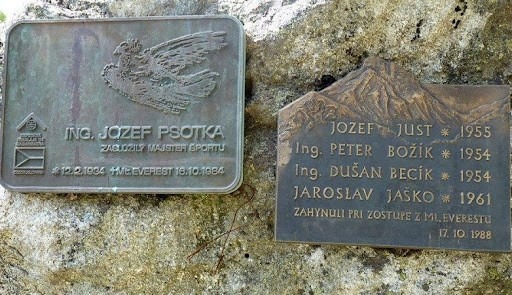 ING. JOZEF PSOTKA
ZASLÚŽILÝ MAJSTER ŠPORTU
* 12.2.1934 †Mt. EVEREST 16.10.1984
JOZEF JUST * 1955
Ing. PETER BOŽÍK * 1954
Ing. DUŠAN BECÍK * 1954
JAROSLAV JAŠKO * 1961
ZAHYNULI PRI ZOSTUPE Z Mt. EVERESTU
17. 10. 1988